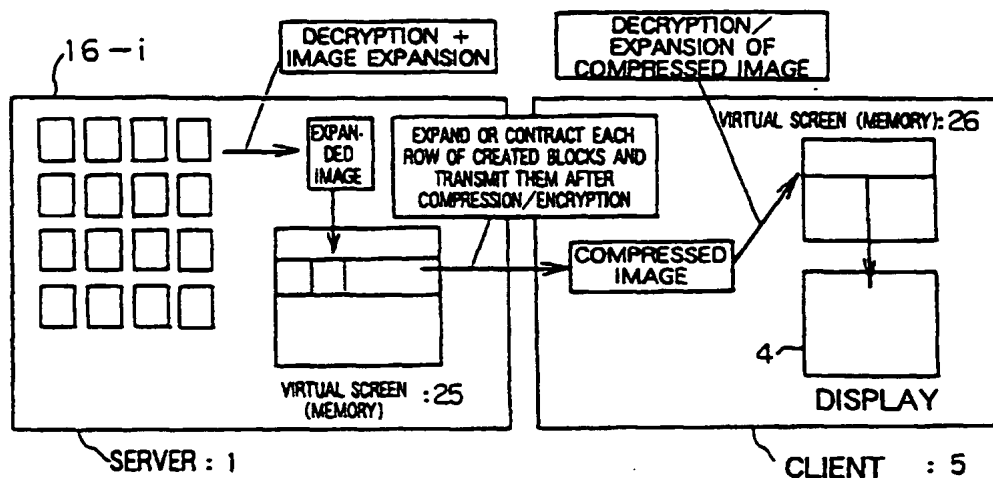 16-i
DECRYPTION +
IMAGE EXPANSION
DECRYPTION/
EXPANSION OF
COMPRESSED IMAGE
EXPAN-
DED
IMAGE
EXPAND OR CONTRACT EACH
ROW OF CREATED BLOCKS AND
TRANSMIT THEM AFTER
COMPRESSION/ENCRYPTION
VIRTUAL SCREEN (MEMORY): 26
COMPRESSED
IMAGE
VIRTUAL SCREEN : 25
(MEMORY)
4
DISPLAY
SERVER : 1
CLIENT : 5